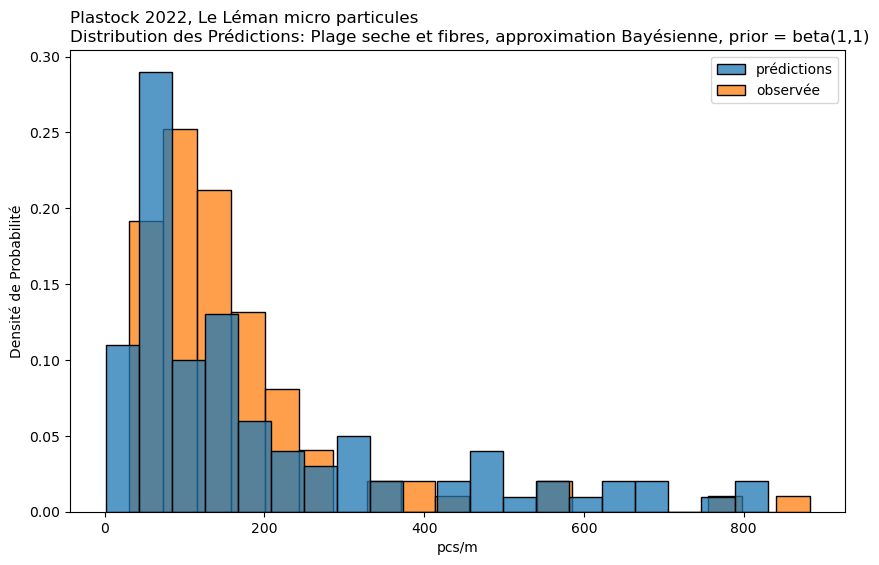 Plastock 2022, Le Léman micro particules
Distribution des Prédictions: Plage seche et fibres, approximation Bayésienne, prior = beta(1,1)
prédictions
observée
Densité de Probabilité
0.30
0.25
0.20
0.15
0.10
0.05
0.00
0
200
400
600
800
pcs/m